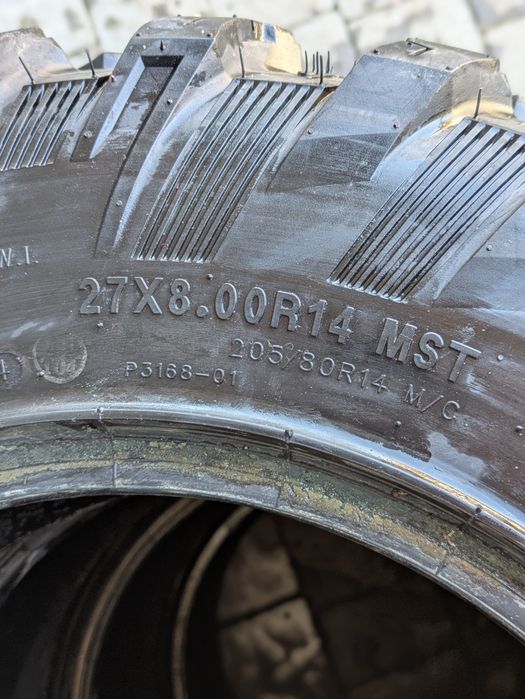 W.I.
27X8.00R14 MST
205/80R14 M/C
P3168-01